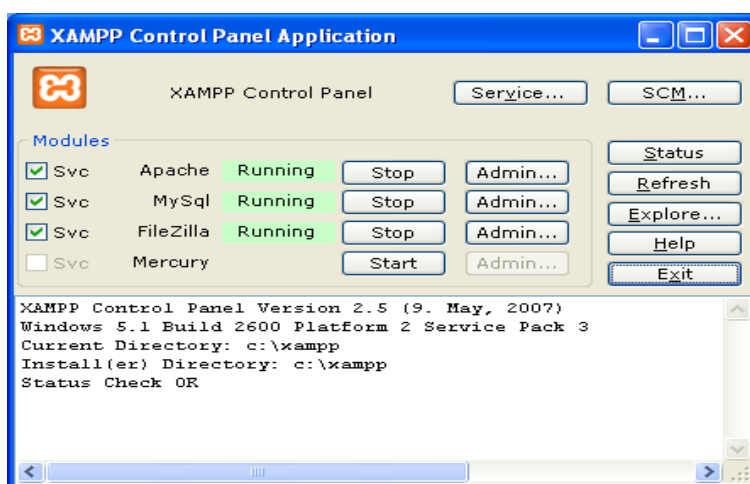 XAMPP Control Panel Application
XAMPP Control Panel Service... SCM...
Modules
Svc Apache Running Stop Admin...
Svc MySql Running Stop Admin...
Svc FileZilla Running Stop Admin...
Svc Mercury Start Admin...
Status
Refresh
Explore...
Help
Exit
XAMPP Control Panel Version 2.5 (9. May, 2007)
Windows 5.1 Build 2600 Platform 2 Service Pack 3
Current Directory: c:\xampp
Install(er) Directory: c:\xampp
Status Check OK